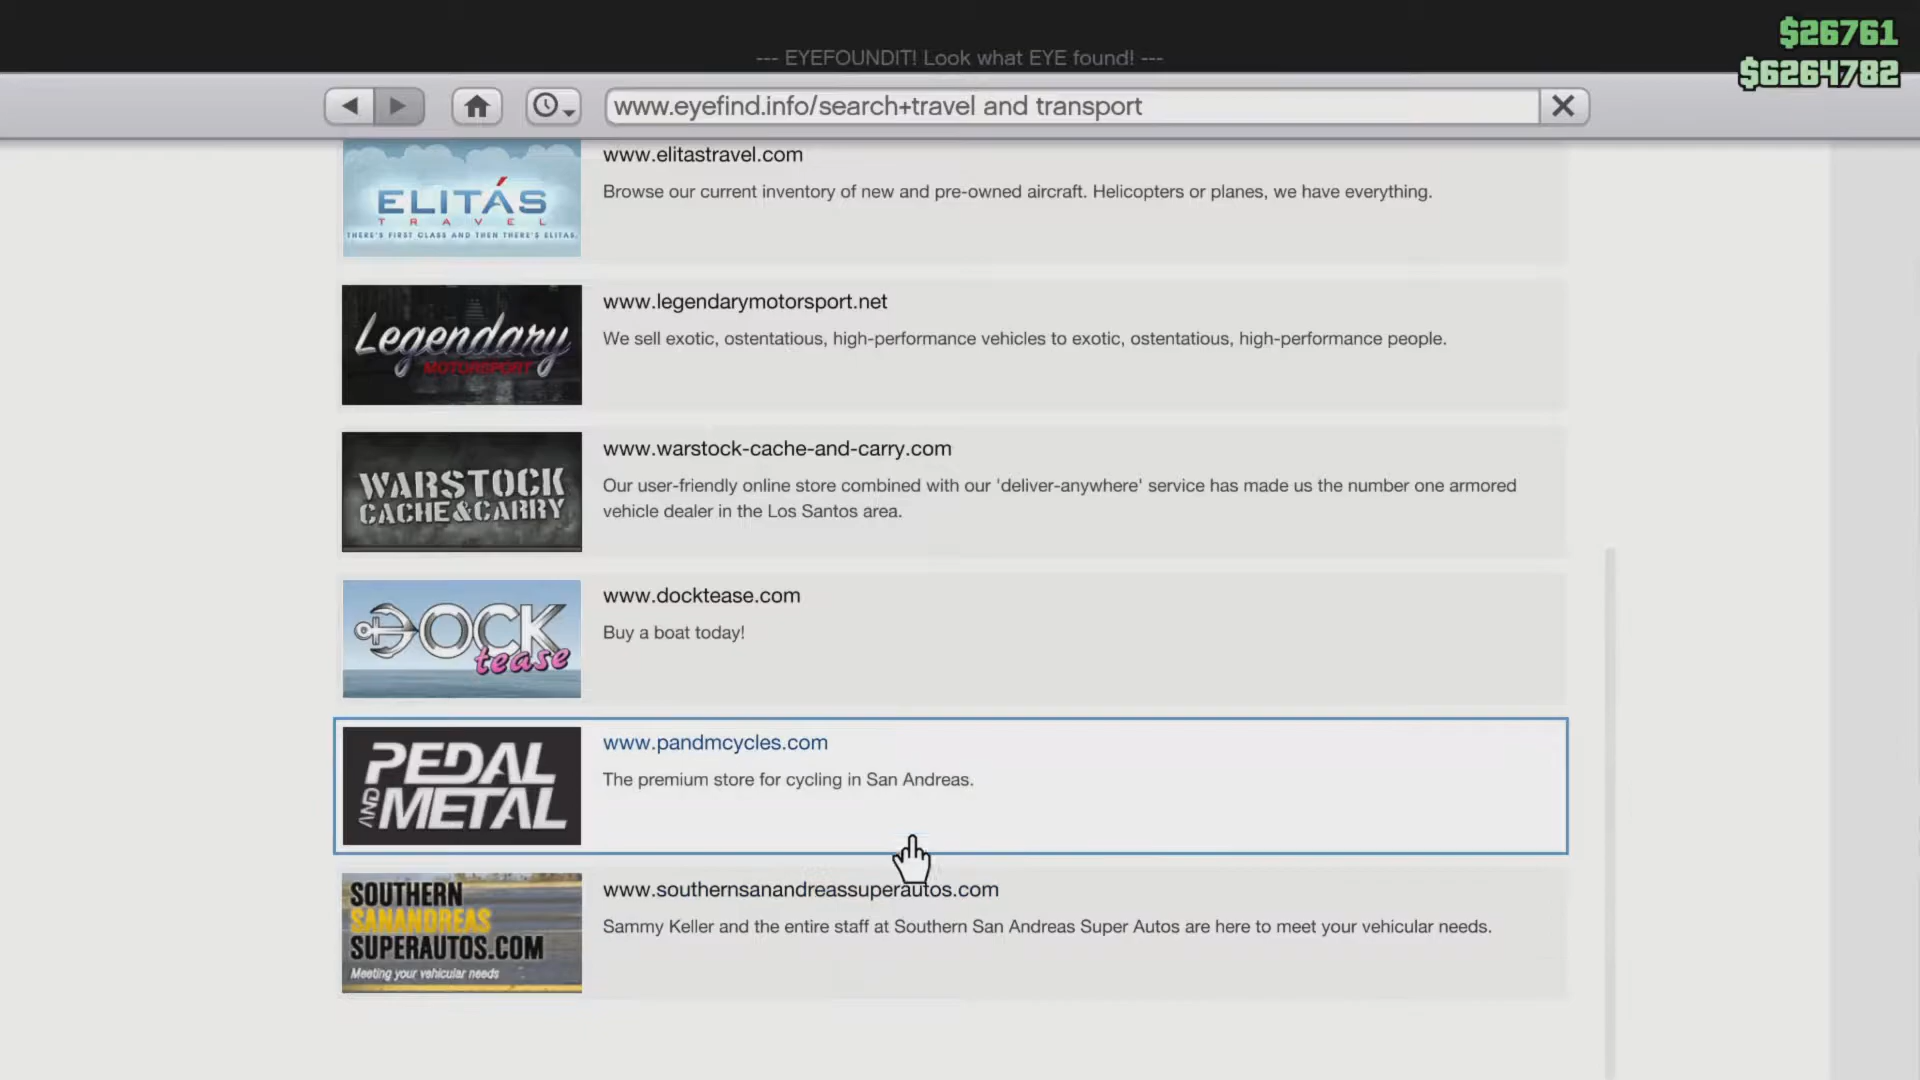 $26761
--- EYEFOUNDIT! Look what EYE found! ---
$6264782
www.eyefind.info/search+travel and transport
www.elitastravel.com
Browse our current inventory of new and pre-owned aircraft. Helicopters or planes, we have everything.
ELITÁS
TRAVEL
THERE'S FIRST CLASS AND THEN THERE'S ELITAS.
www.legendarymotorsport.net
We sell exotic, ostentatious, high-performance vehicles to exotic, ostentatious, high-performance people.
Legendary
MOTORSPORT
www.warstock-cache-and-carry.com
Our user-friendly online store combined with our 'deliver-anywhere' service has made us the number one armored
vehicle dealer in the Los Santos area.
WARSTOCK
CACHE&CARRY
www.docktease.com
Buy a boat today!
DOCK
tease
www.pandmcycles.com
The premium store for cycling in San Andreas.
PEDAL
AND METAL
www.southernsanandreassuperautos.com
Sammy Keller and the entire staff at Southern San Andreas Super Autos are here to meet your vehicular needs.
SOUTHERN
SANANDREAS
SUPERAUTOS.COM
Meeting your vehicular needs